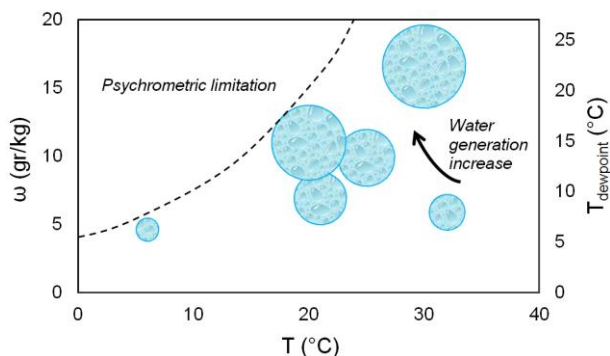 20
15
10
5
0
ω (gr/kg)
Psychrometric limitation
Water
generation
increase
25
20
15
10
5
0
T_dewpoint (°C)
0 10 20 30 40
T (°C)